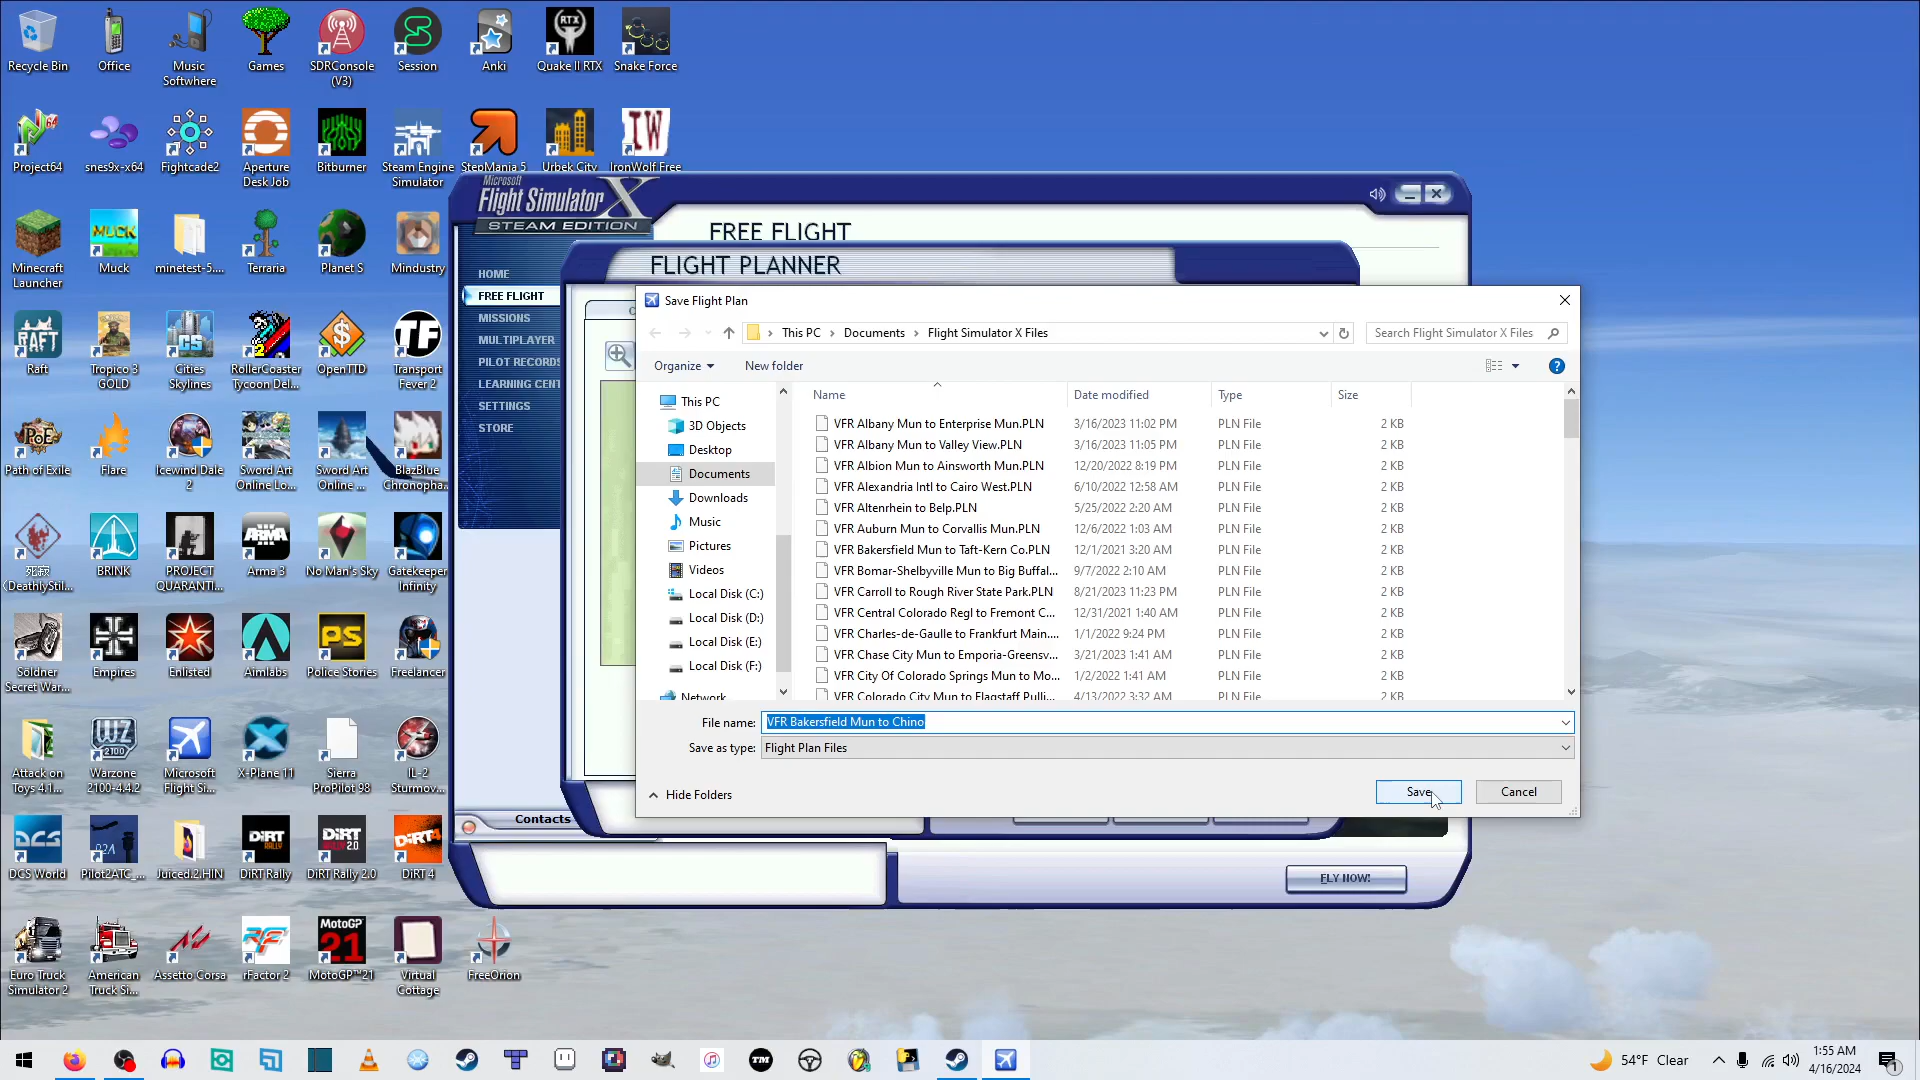 Recycle Bin
Office
Music Softwhere
Games
SDRConsole (V3)
Session
Anki
Quake II RTX
Snake Force
Project64
snes9x-x64
Fightcade2
Aperture Desk Job
Bitburner
Steam Engine Simulator
StepMania 5
Urbek City
IronWolf Free
Minecraft Launcher
Muck
minetest-5....
Terraria
Planet S
Mindustry
Raft
Tropico 3 GOLD
Cities Skylines
RollerCoaster Tycoon Del...
OpenTTD
Transport Fever 2
Path of Exile
Flare
Icewind Dale 2
Sword Art Online Lo...
Sword Art Online ...
BlazBlue Chronopha...
死寂 (DeathlyStil...
BRINK
PROJECT QUARANTI...
Arma 3
No Man's Sky
Gatekeeper Infinity
Soldner Secret War...
Empires
Enlisted
Aimlabs
Police Stories
Freelancer
Attack on Toys 4.1...
Warzone 2100-4.4.2
Microsoft Flight Si...
X-Plane 11
Sierra ProPilot 98
IL-2 Sturmov...
DCS World
Pilot2ATC_...
Juiced.2.HIN
DiRT Rally
DiRT Rally 2.0
DiRT 4
Euro Truck Simulator 2
American Truck Si...
Assetto Corsa
rFactor 2
MotoGP™21
Virtual Cottage
FreeOrion
Microsoft
Flight Simulator X
STEAM EDITION
FREE FLIGHT
FLIGHT PLANNER
HOME
FREE FLIGHT
MISSIONS
MULTIPLAYER
PILOT RECORDS
LEARNING CENT
SETTINGS
STORE
Contacts
FLY NOW!
Save Flight Plan
This PC > Documents > Flight Simulator X Files
Search Flight Simulator X Files
Organize
New folder
This PC
3D Objects
Desktop
Documents
Downloads
Music
Pictures
Videos
Local Disk (C:)
Local Disk (D:)
Local Disk (E:)
Local Disk (F:)
Network
Name Date modified Type Size
VFR Albany Mun to Enterprise Mun.PLN 3/16/2023 11:02 PM PLN File 2 KB
VFR Albany Mun to Valley View.PLN 3/16/2023 11:05 PM PLN File 2 KB
VFR Albion Mun to Ainsworth Mun.PLN 12/20/2022 8:19 PM PLN File 2 KB
VFR Alexandria Intl to Cairo West.PLN 6/10/2022 12:58 AM PLN File 2 KB
VFR Altenrhein to Belp.PLN 5/25/2022 2:20 AM PLN File 2 KB
VFR Auburn Mun to Corvallis Mun.PLN 12/6/2022 1:03 AM PLN File 2 KB
VFR Bakersfield Mun to Taft-Kern Co.PLN 12/1/2021 3:20 AM PLN File 2 KB
VFR Bomar-Shelbyville Mun to Big Buffal... 9/7/2022 2:10 AM PLN File 2 KB
VFR Carroll to Rough River State Park.PLN 8/21/2023 11:23 PM PLN File 2 KB
VFR Central Colorado Regl to Fremont C... 12/31/2021 1:40 AM PLN File 2 KB
VFR Charles-de-Gaulle to Frankfurt Main.... 1/1/2022 9:24 PM PLN File 2 KB
VFR Chase City Mun to Emporia-Greensv... 3/21/2023 1:41 AM PLN File 2 KB
VFR City Of Colorado Springs Mun to Mo... 1/2/2022 1:41 AM PLN File 2 KB
VFR Colorado City Mun to Flagstaff Pulli... 4/13/2022 3:32 AM PLN File 2 KB
File name: VFR Bakersfield Mun to Chino
Save as type: Flight Plan Files
Hide Folders
Save
Cancel
54°F Clear
1:55 AM
4/16/2024